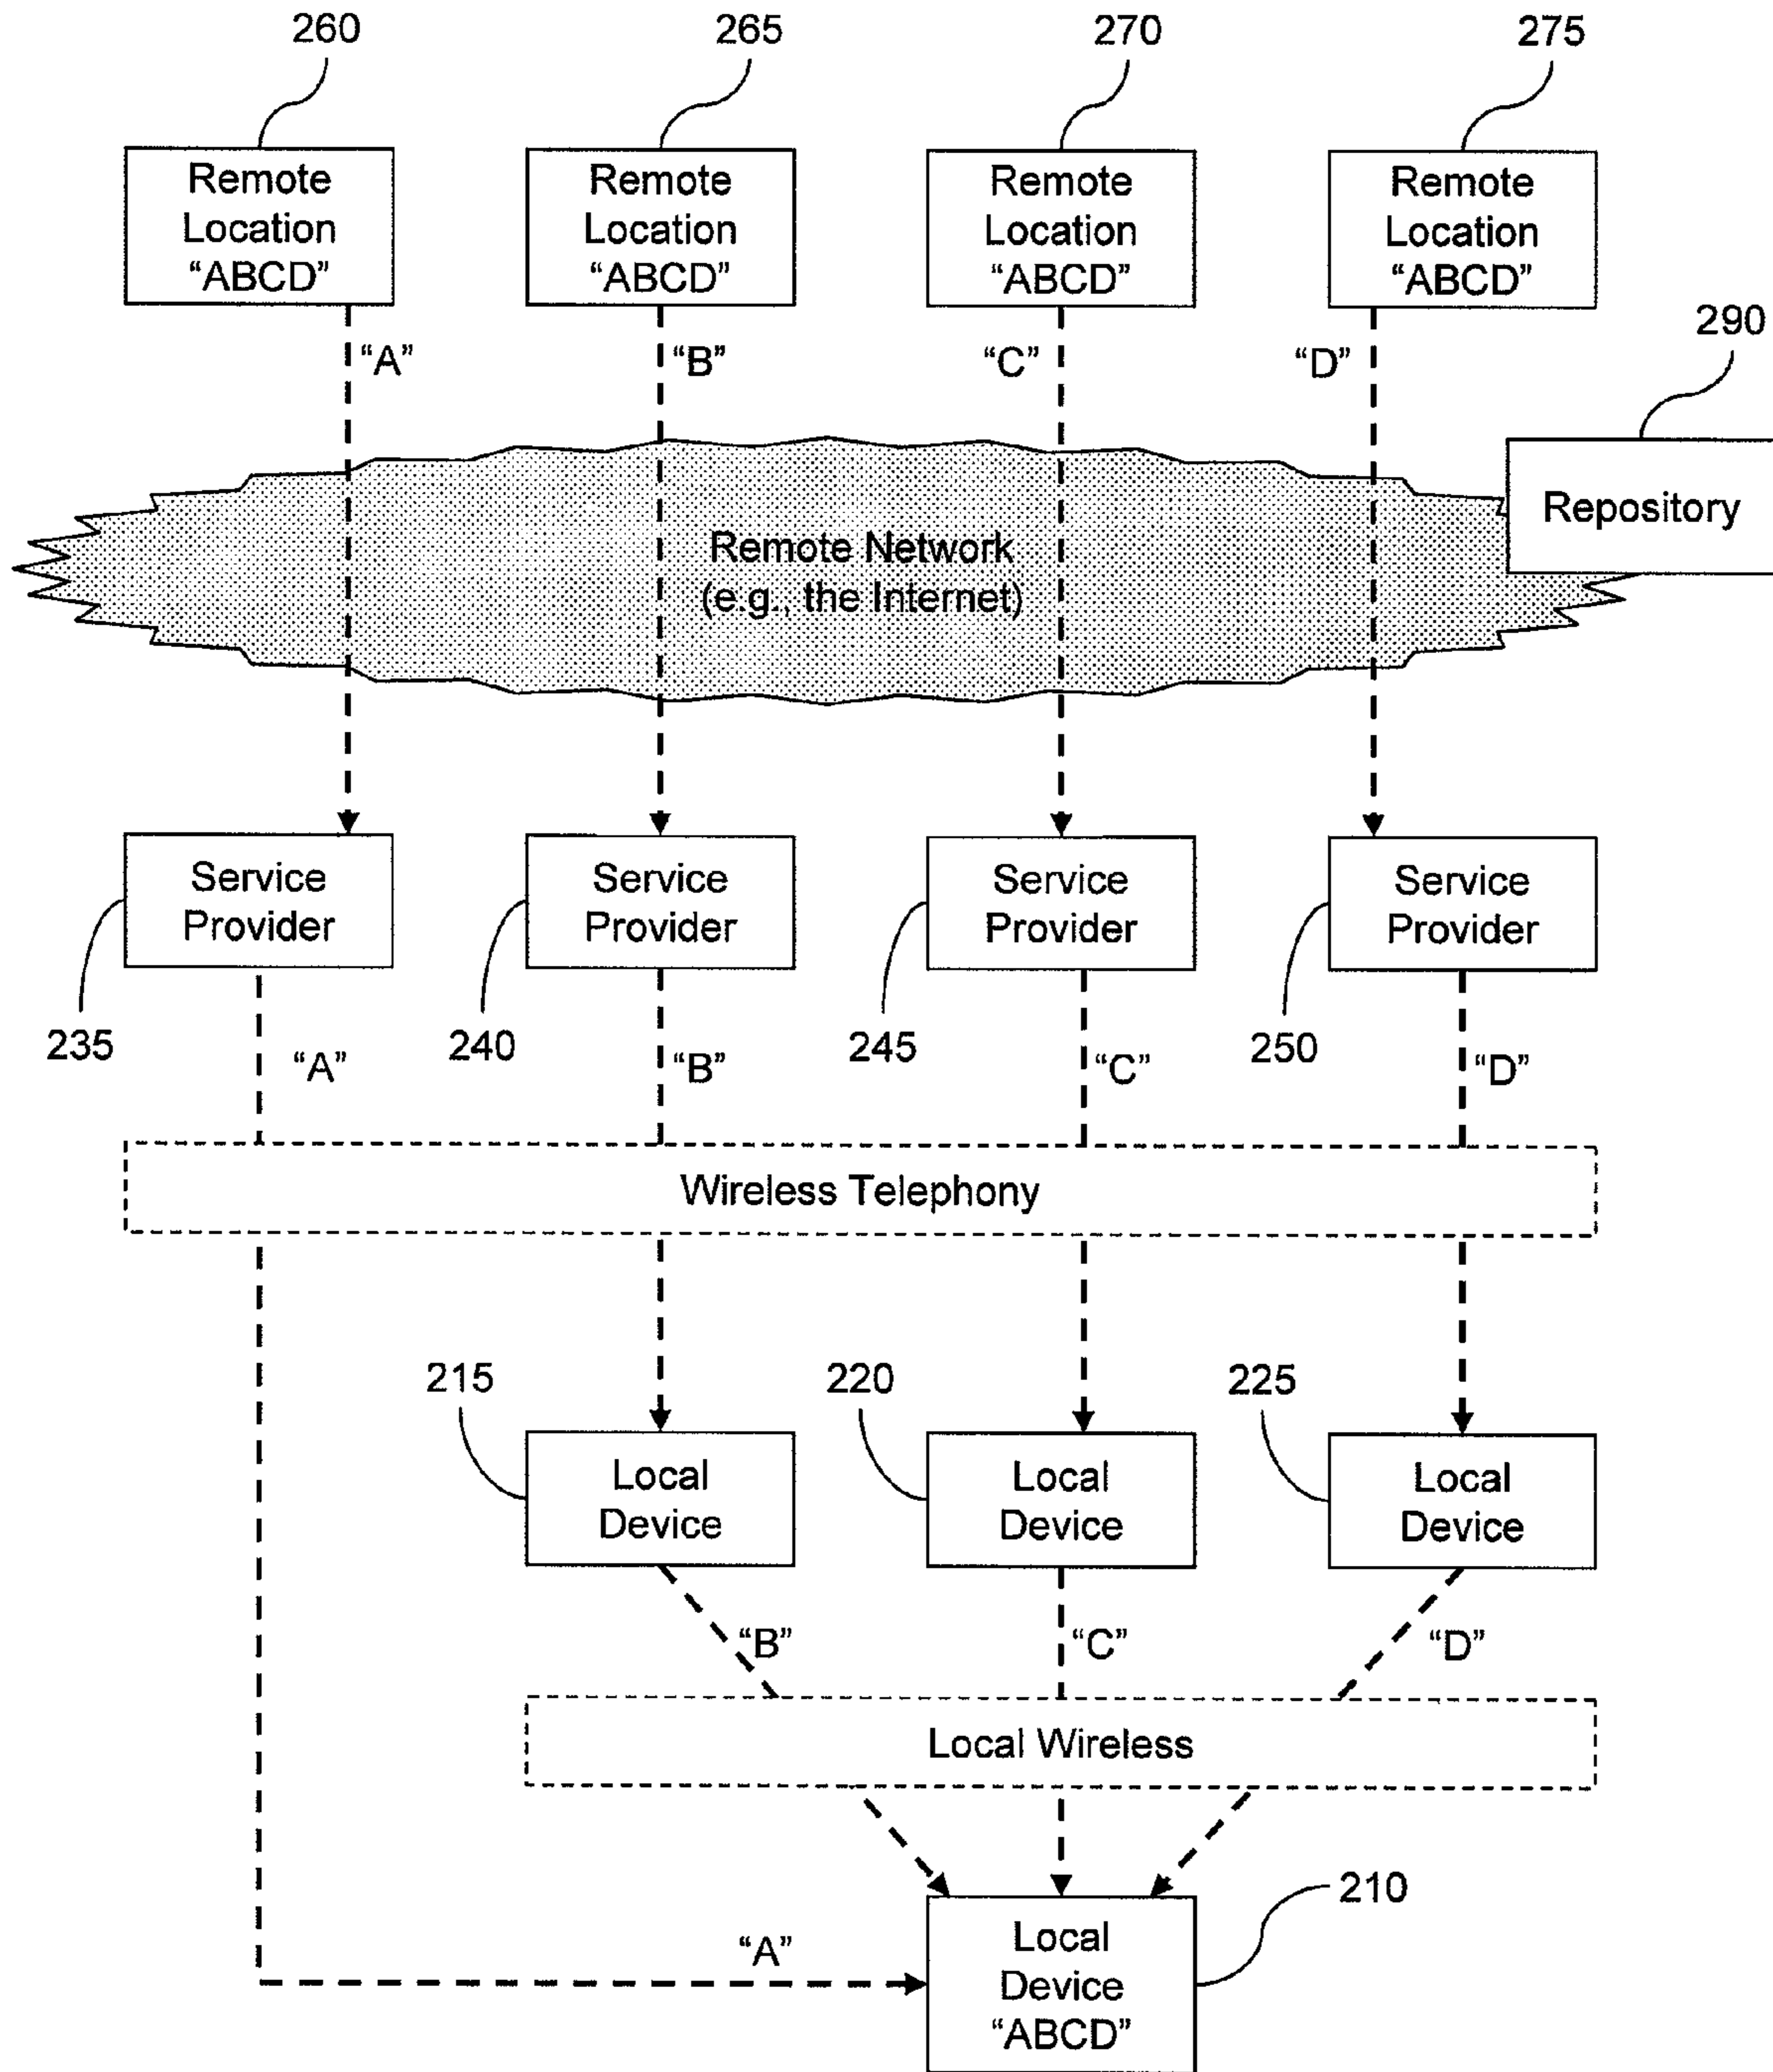 260
265
270
275
Remote
Location
“ABCD”
Remote
Location
“ABCD”
Remote
Location
“ABCD”
Remote
Location
“ABCD”
“A”
“B”
“C”
“D”
290
Repository
Remote Network
(e.g., the Internet)
Service
Provider
Service
Provider
Service
Provider
Service
Provider
235
240
245
250
“A”
“B”
“C”
“D”
Wireless Telephony
215
220
225
Local
Device
Local
Device
Local
Device
“B”
“C”
“D”
Local Wireless
210
“A”
Local
Device
“ABCD”